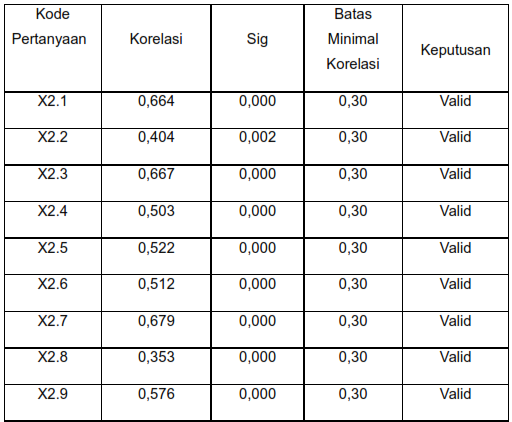 Kode Pertanyaan Korelasi Sig Batas Minimal Korelasi Keputusan
X2.1 0,664 0,000 0,30 Valid
X2.2 0,404 0,002 0,30 Valid
X2.3 0,667 0,000 0,30 Valid
X2.4 0,503 0,000 0,30 Valid
X2.5 0,522 0,000 0,30 Valid
X2.6 0,512 0,000 0,30 Valid
X2.7 0,679 0,000 0,30 Valid
X2.8 0,353 0,000 0,30 Valid
X2.9 0,576 0,000 0,30 Valid